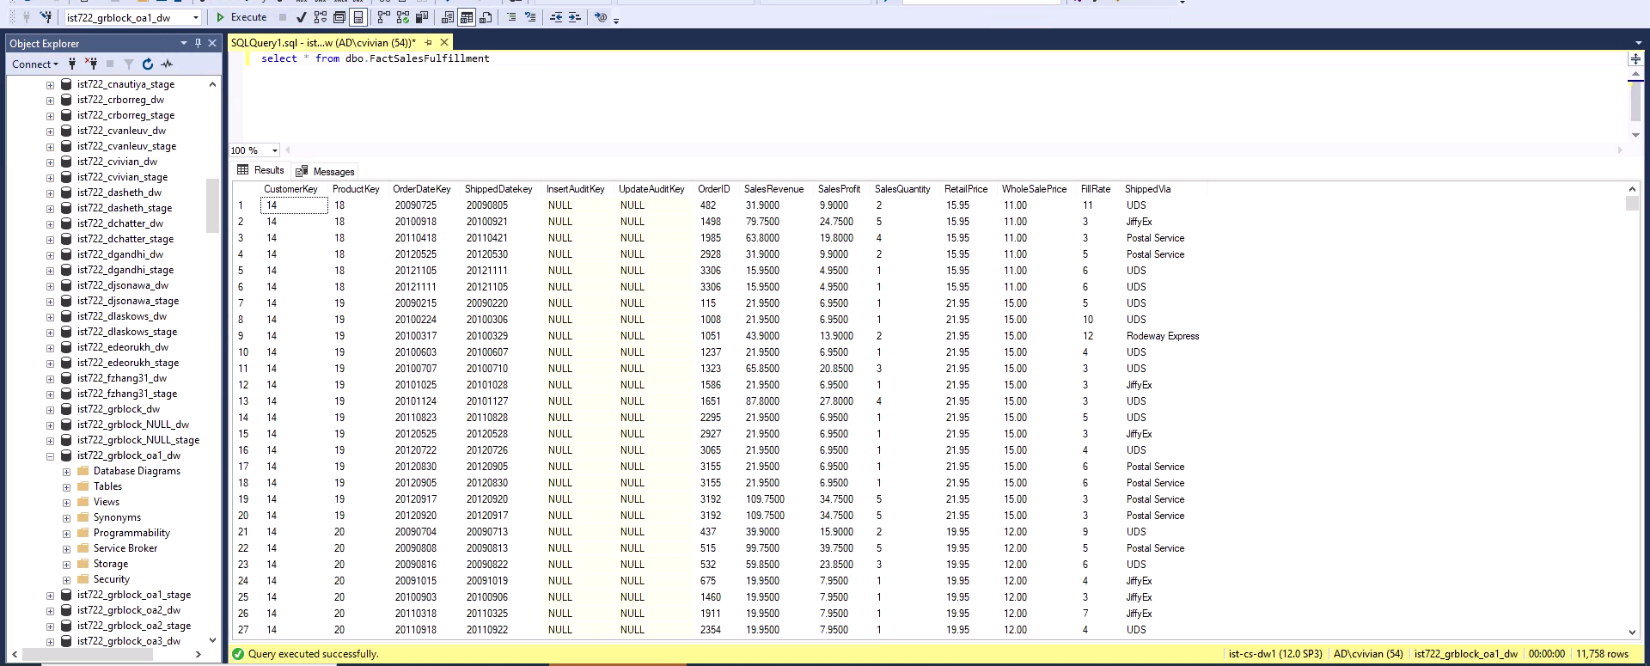 ist722_grblock_oa1_dw Execute
Object Explorer
Connect
ist722_cnautiya_stage
ist722_crborreg_dw
ist722_crborreg_stage
ist722_cvanleuv_dw
ist722_cvanleuv_stage
ist722_cvivian_dw
ist722_cvivian_stage
ist722_dasheth_dw
ist722_dasheth_stage
ist722_dchatter_dw
ist722_dchatter_stage
ist722_dgandhi_dw
ist722_dgandhi_stage
ist722_djsonawa_dw
ist722_djsonawa_stage
ist722_dlaskows_dw
ist722_dlaskows_stage
ist722_edeorukh_dw
ist722_edeorukh_stage
ist722_fzhang31_dw
ist722_fzhang31_stage
ist722_grblock_dw
ist722_grblock_NULL_dw
ist722_grblock_NULL_stage
ist722_grblock_oa1_dw
Database Diagrams
Tables
Views
Synonyms
Programmability
Service Broker
Storage
Security
ist722_grblock_oa1_stage
ist722_grblock_oa2_dw
ist722_grblock_oa2_stage
ist722_grblock_oa3_dw
SQLQuery1.sql - ist...w (AD\cvivian (54))*
select * from dbo.FactSalesFulfillment
100 %
Results Messages
CustomerKey ProductKey OrderDateKey ShippedDatekey InsertAuditKey UpdateAuditKey OrderID SalesRevenue SalesProfit SalesQuantity RetailPrice WholeSalePrice FillRate ShippedVia
1 14 18 20090725 20090805 NULL NULL 482 31.9000 9.9000 2 15.95 11.00 11 UDS
2 14 18 20100918 20100921 NULL NULL 1498 79.7500 24.7500 5 15.95 11.00 3 JiffyEx
3 14 18 20110418 20110421 NULL NULL 1985 63.8000 19.8000 4 15.95 11.00 3 Postal Service
4 14 18 20120525 20120530 NULL NULL 2928 31.9000 9.9000 2 15.95 11.00 5 Postal Service
5 14 18 20121105 20121111 NULL NULL 3306 15.9500 4.9500 1 15.95 11.00 6 UDS
6 14 18 20121111 20121105 NULL NULL 3306 15.9500 4.9500 1 15.95 11.00 6 UDS
7 14 19 20090215 20090220 NULL NULL 115 21.9500 6.9500 1 21.95 15.00 5 UDS
8 14 19 20100224 20100306 NULL NULL 1008 21.9500 6.9500 1 21.95 15.00 10 UDS
9 14 19 20100317 20100329 NULL NULL 1051 43.9000 13.9000 2 21.95 15.00 12 Rodeway Express
10 14 19 20100603 20100607 NULL NULL 1237 21.9500 6.9500 1 21.95 15.00 4 UDS
11 14 19 20100707 20100710 NULL NULL 1323 65.8500 20.8500 3 21.95 15.00 3 UDS
12 14 19 20101025 20101028 NULL NULL 1586 21.9500 6.9500 1 21.95 15.00 3 JiffyEx
13 14 19 20101124 20101127 NULL NULL 1651 87.8000 27.8000 4 21.95 15.00 3 UDS
14 14 19 20110823 20110828 NULL NULL 2295 21.9500 6.9500 1 21.95 15.00 5 UDS
15 14 19 20120525 20120528 NULL NULL 2927 21.9500 6.9500 1 21.95 15.00 3 JiffyEx
16 14 19 20120722 20120726 NULL NULL 3065 21.9500 6.9500 1 21.95 15.00 4 UDS
17 14 19 20120830 20120905 NULL NULL 3155 21.9500 6.9500 1 21.95 15.00 6 Postal Service
18 14 19 20120905 20120830 NULL NULL 3155 21.9500 6.9500 1 21.95 15.00 6 Postal Service
19 14 19 20120917 20120920 NULL NULL 3192 109.7500 34.7500 5 21.95 15.00 3 Postal Service
20 14 19 20120920 20120917 NULL NULL 3192 109.7500 34.7500 5 21.95 15.00 3 Postal Service
21 14 20 20090704 20090713 NULL NULL 437 39.9000 15.9000 2 19.95 12.00 9 UDS
22 14 20 20090808 20090813 NULL NULL 515 99.7500 39.7500 5 19.95 12.00 5 Postal Service
23 14 20 20090816 20090822 NULL NULL 532 59.8500 23.8500 3 19.95 12.00 6 UDS
24 14 20 20091015 20091019 NULL NULL 675 19.9500 7.9500 1 19.95 12.00 4 JiffyEx
25 14 20 20100903 20100906 NULL NULL 1460 19.9500 7.9500 1 19.95 12.00 3 JiffyEx
26 14 20 20110318 20110325 NULL NULL 1911 19.9500 7.9500 1 19.95 12.00 7 JiffyEx
27 14 20 20110918 20110922 NULL NULL 2354 19.9500 7.9500 1 19.95 12.00 4 UDS
Query executed successfully. ist-cs-dw1 (12.0 SP3) AD\cvivian (54) ist722_grblock_oa1_dw 00:00:00 11,758 rows